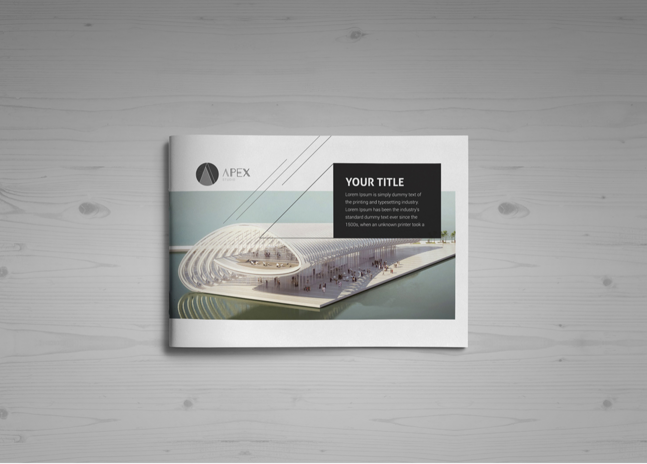 APEX
YOUR TITLE
Lorem Ipsum is simply dummy text of
the printing and typesetting industry.
Lorem Ipsum has been the industry's
standard dummy text ever since the
1500s, when an unknown printer took a